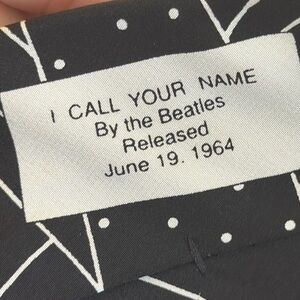 I CALL YOUR NAME
By the Beatles
Released
June 19. 1964